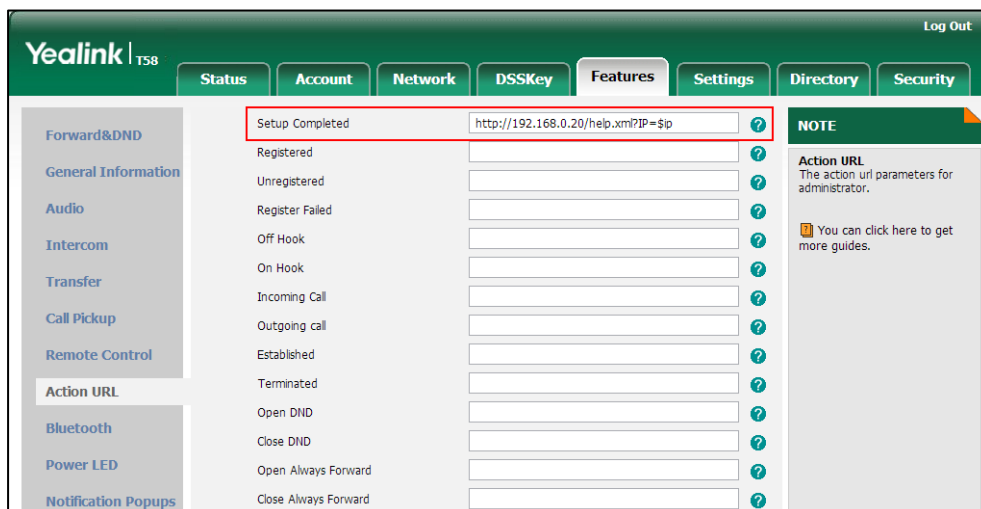 Log Out
Yealink T58
Status Account Network DSSKey Features Settings Directory Security
Forward&DND
General Information
Audio
Intercom
Transfer
Call Pickup
Remote Control
Action URL
Bluetooth
Power LED
Notification Popups
Setup Completed http://192.168.0.20/help.xml?IP=$ip ?
Registered ?
Unregistered ?
Register Failed ?
Off Hook ?
On Hook ?
Incoming Call ?
Outgoing call ?
Established ?
Terminated ?
Open DND ?
Close DND ?
Open Always Forward ?
Close Always Forward ?
NOTE
Action URL
The action url parameters for
administrator.
? You can click here to get
more guides.